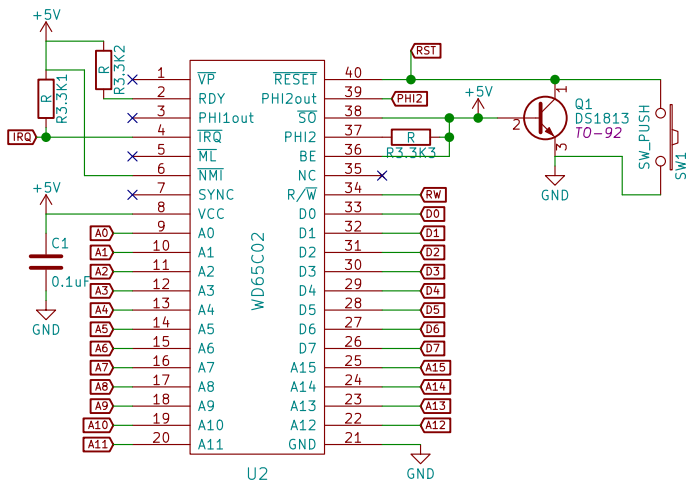 +5V
R
R3.3K1
R
R3.3K2
IRQ
1 VP
2 RDY
3 PHI1out
4 IRQ
5 ML
6 NMI
7 SYNC
8 VCC
A0 9 A0
A1 10 A1
A2 11 A2
A3 12 A3
A4 13 A4
A5 14 A5
A6 15 A6
A7 16 A7
A8 17 A8
A9 18 A9
A10 19 A10
A11 20 A11
+5V
C1
0.1uF
GND
WD65C02
U2
RESET 40
PHI2out 39 PHI2
SO 38
PHI2 37
BE 36
NC 35
R/W 34 RW
D0 33 D0
D1 32 D1
D2 31 D2
D3 30 D3
D4 29 D4
D5 28 D5
D6 27 D6
D7 26 D7
A15 25 A15
A14 24 A14
A13 23 A13
A12 22 A12
GND 21
GND
RST
+5V
R
R3.3K3
1
2
3
Q1
DS1813
TO-92
GND
SW_PUSH
SW1